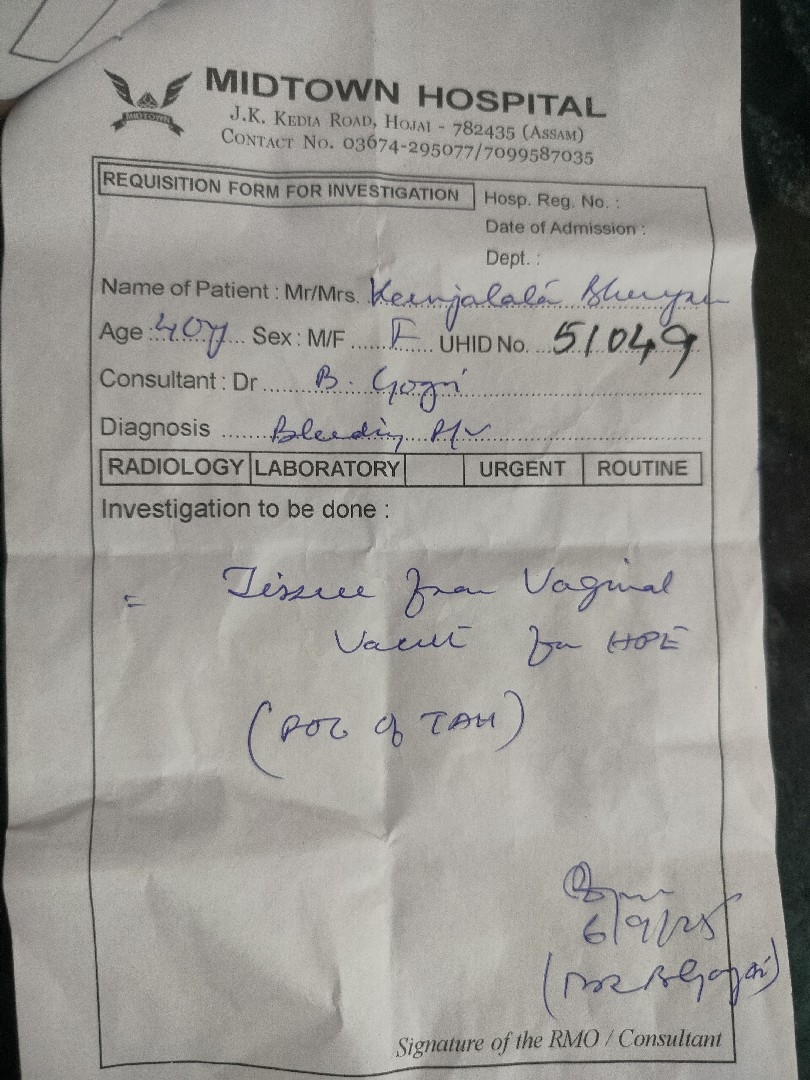 MIDTOWN
MIDTOWN HOSPITAL
J.K. KEDIA ROAD, HOJAI - 782435 (ASSAM)
CONTACT NO. 03674-295077/7099587035
REQUISITION FORM FOR INVESTIGATION
Hosp. Reg. No. :
Date of Admission :
Dept. :
Name of Patient : Mr/Mrs.
Age : 40y Sex : M/F F UHID No. 51049
Consultant : Dr B. Gogoi
Diagnosis Bleeding P/V
RADIOLOGY LABORATORY URGENT ROUTINE
Investigation to be done :
= Tissue from Vaginal
Vault for HPE
( of TAH)
6/9/25
(Dr B Gogoi)
Signature of the RMO / Consultant